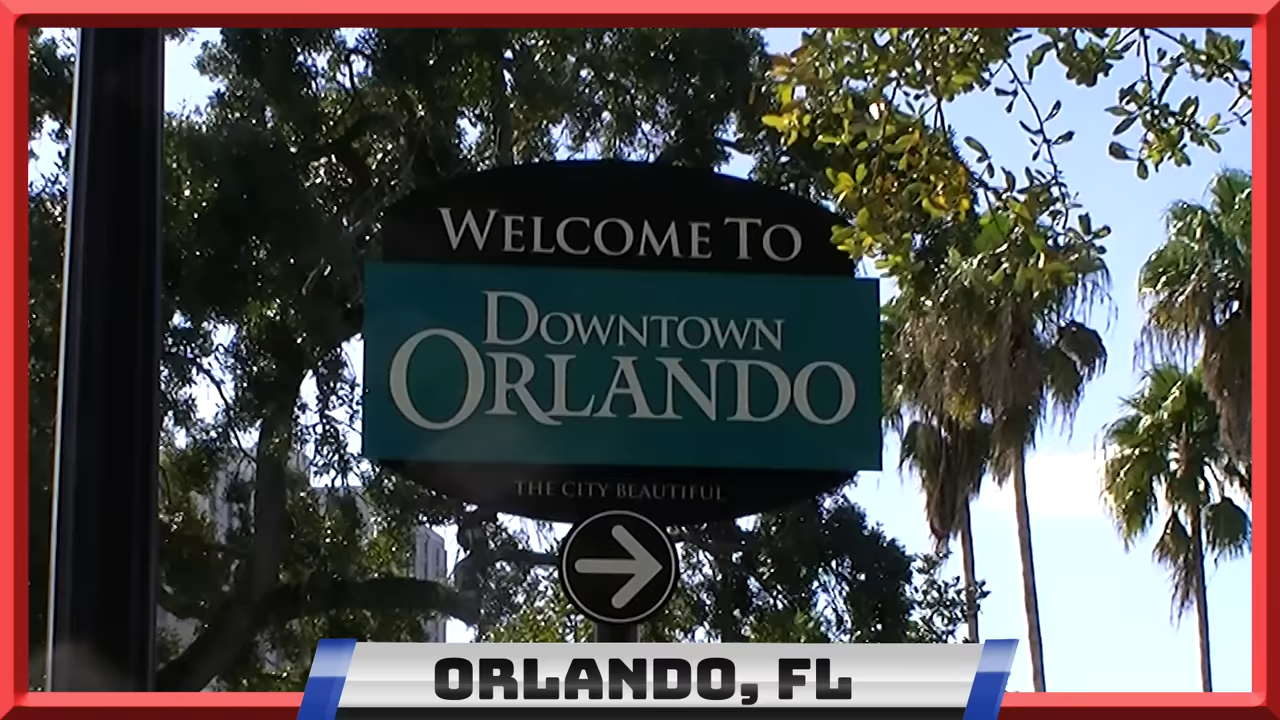 WELCOME TO
DOWNTOWN
ORLANDO
THE CITY BEAUTIFUL
ORLANDO, FL